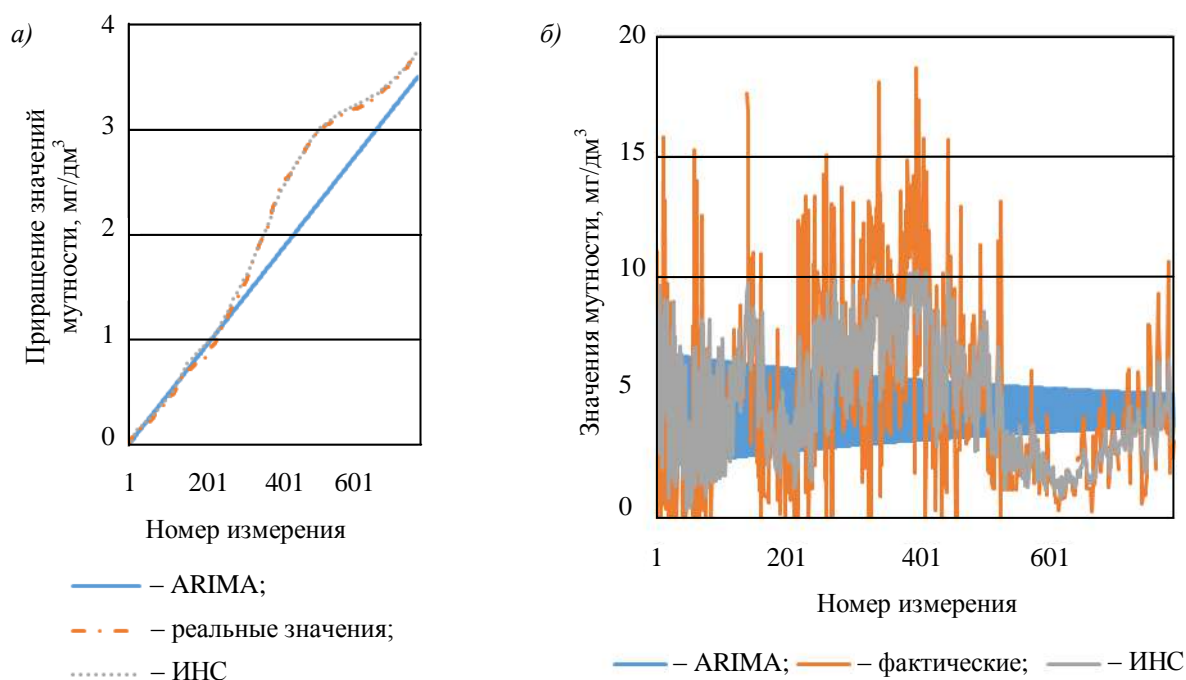 а)
Приращение значений
мутности, мг/дм³
4
3
2
1
0
1 201 401 601
Номер измерения
– ARIMA;
– реальные значения;
– ИНС
б)
Значения мутности, мг/дм³
20
15
10
5
0
1 201 401 601
Номер измерения
– ARIMA; – фактические; – ИНС